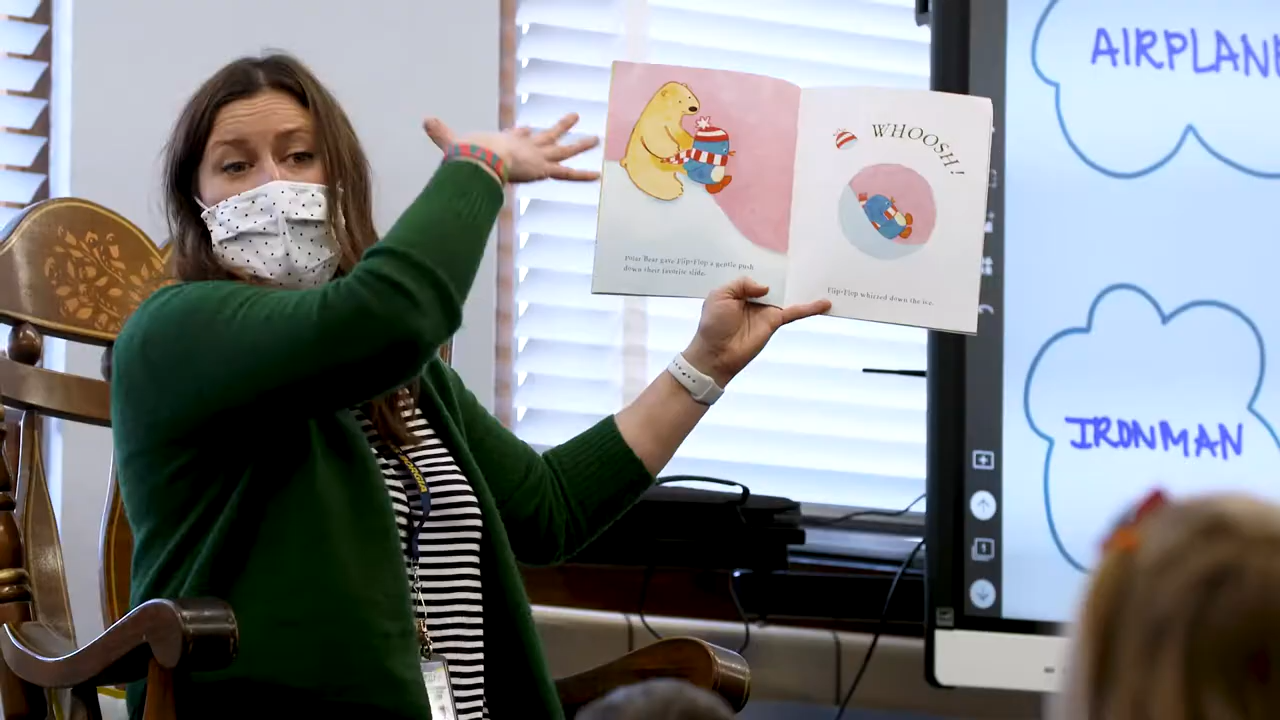 AIRPLANE
WHOOSH!
Polar Bear gave Flip-Flop a gentle push
down their favorite slide.
Flip-Flop whizzed down the ice.
IRONMAN